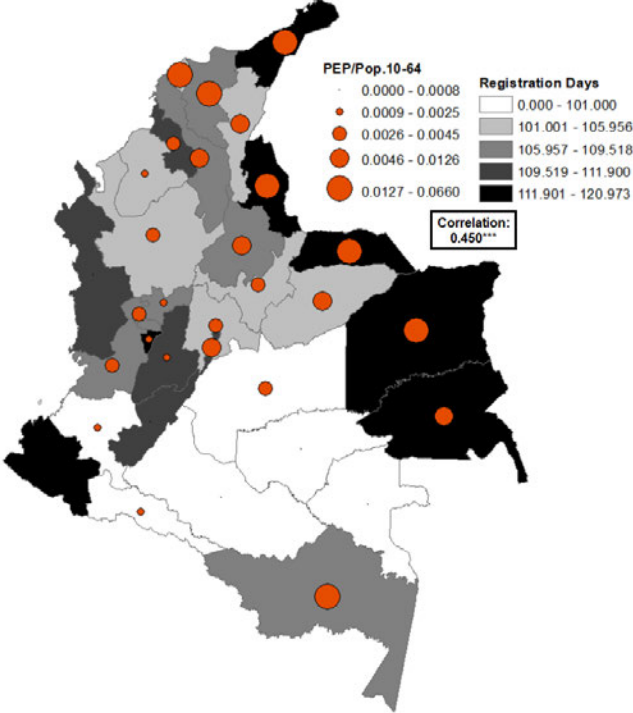 PEP/Pop.10-64
0.0000 - 0.0008
0.0009 - 0.0025
0.0026 - 0.0045
0.0046 - 0.0126
0.0127 - 0.0660
Registration Days
0.000 - 101.000
101.001 - 105.956
105.957 - 109.518
109.519 - 111.900
111.901 - 120.973
Correlation:
0.450***